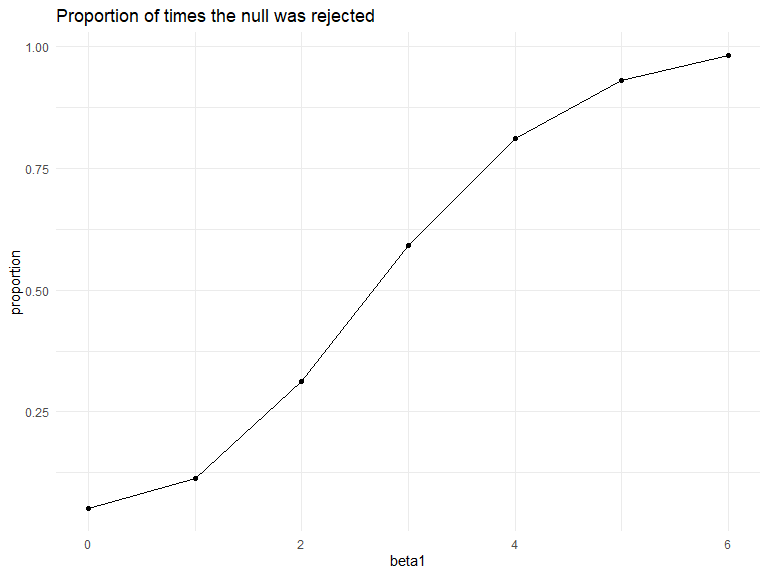 Proportion of times the null was rejected
1.00
0.75
0.50
0.25
proportion
0 2 4 6
beta1